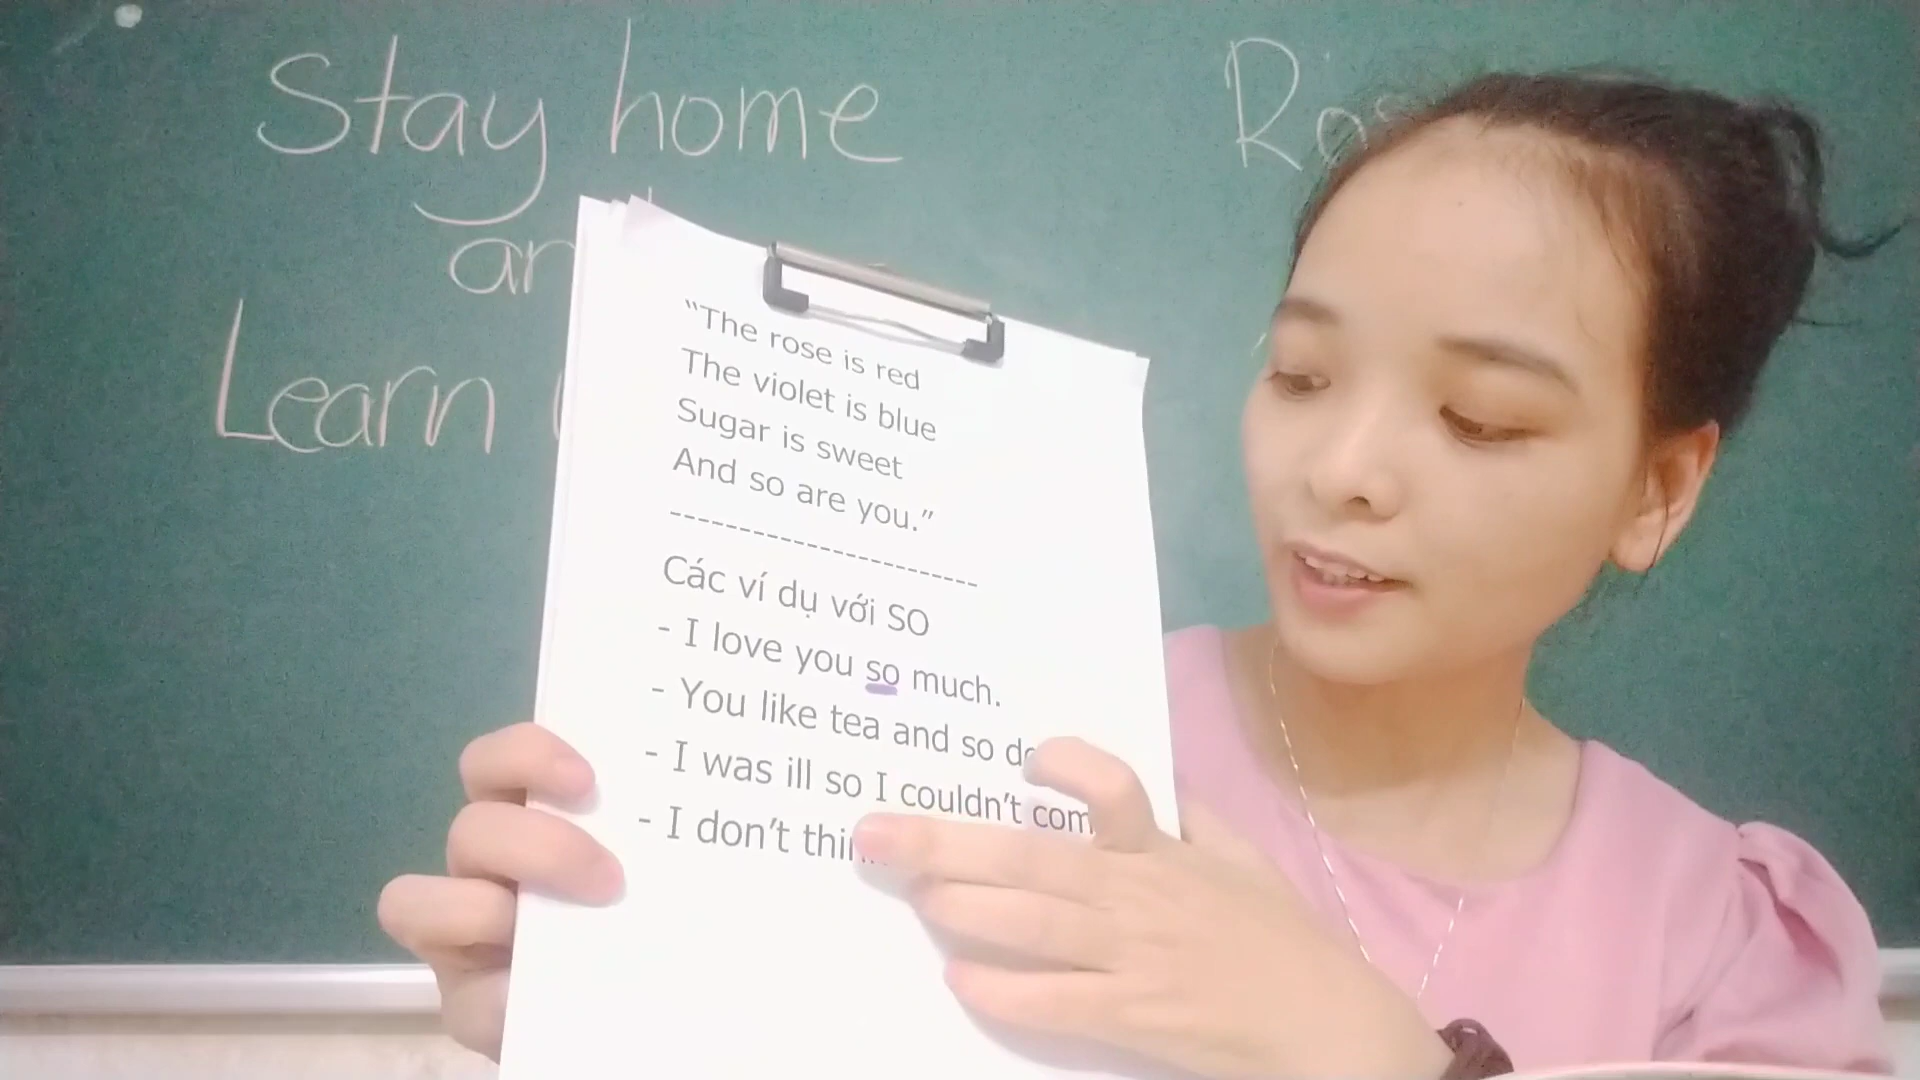 Stay home
Learn
“The rose is red
The violet is blue
Sugar is sweet
And so are you.”
----------------------
Các ví dụ với SO
- I love you so much.
- You like tea and so
- I was ill so I couldn’t
- I don’t